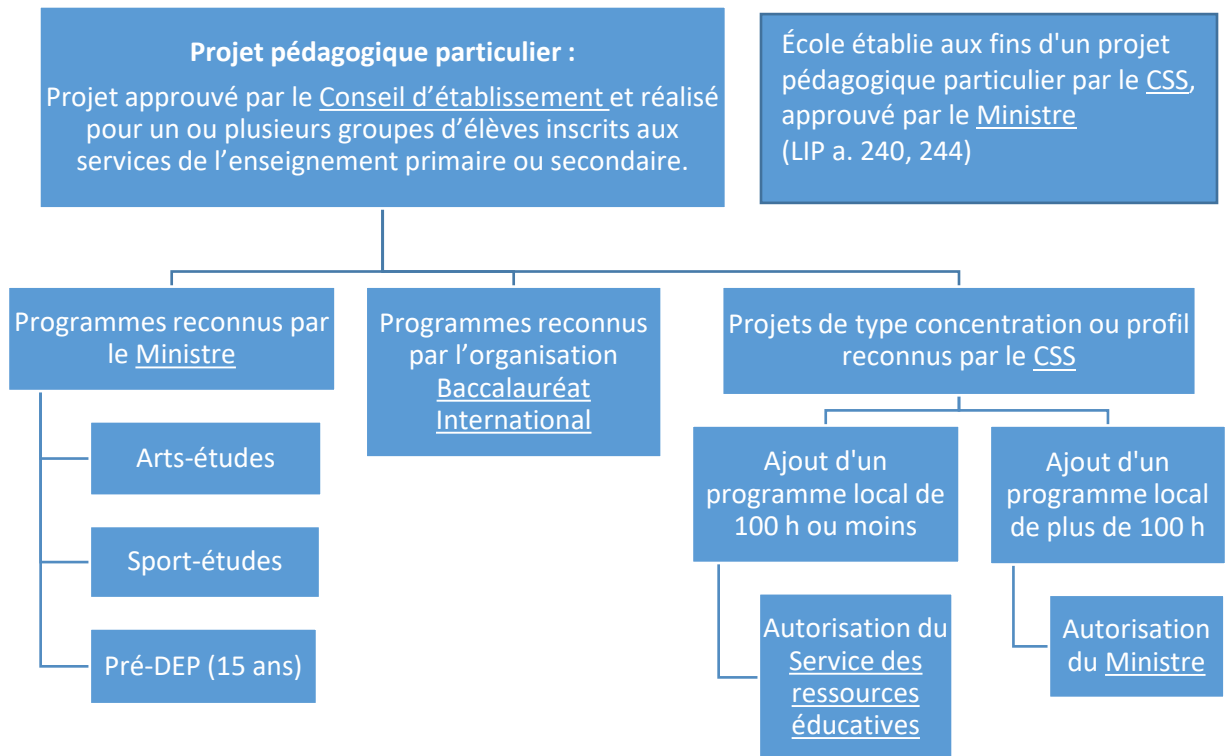 Projet pédagogique particulier :
Projet approuvé par le Conseil d’établissement et réalisé
pour un ou plusieurs groupes d’élèves inscrits aux
services de l’enseignement primaire ou secondaire.
École établie aux fins d'un projet
pédagogique particulier par le CSS,
approuvé par le Ministre
(LIP a. 240, 244)
Programmes reconnus par
le Ministre
Arts-études
Sport-études
Pré-DEP (15 ans)
Programmes reconnus
par l’organisation
Baccalauréat
International
Projets de type concentration ou profil
reconnus par le CSS
Ajout d'un
programme local de
100 h ou moins
Autorisation du
Service des
ressources
éducatives
Ajout d'un
programme local
de plus de 100 h
Autorisation
du Ministre